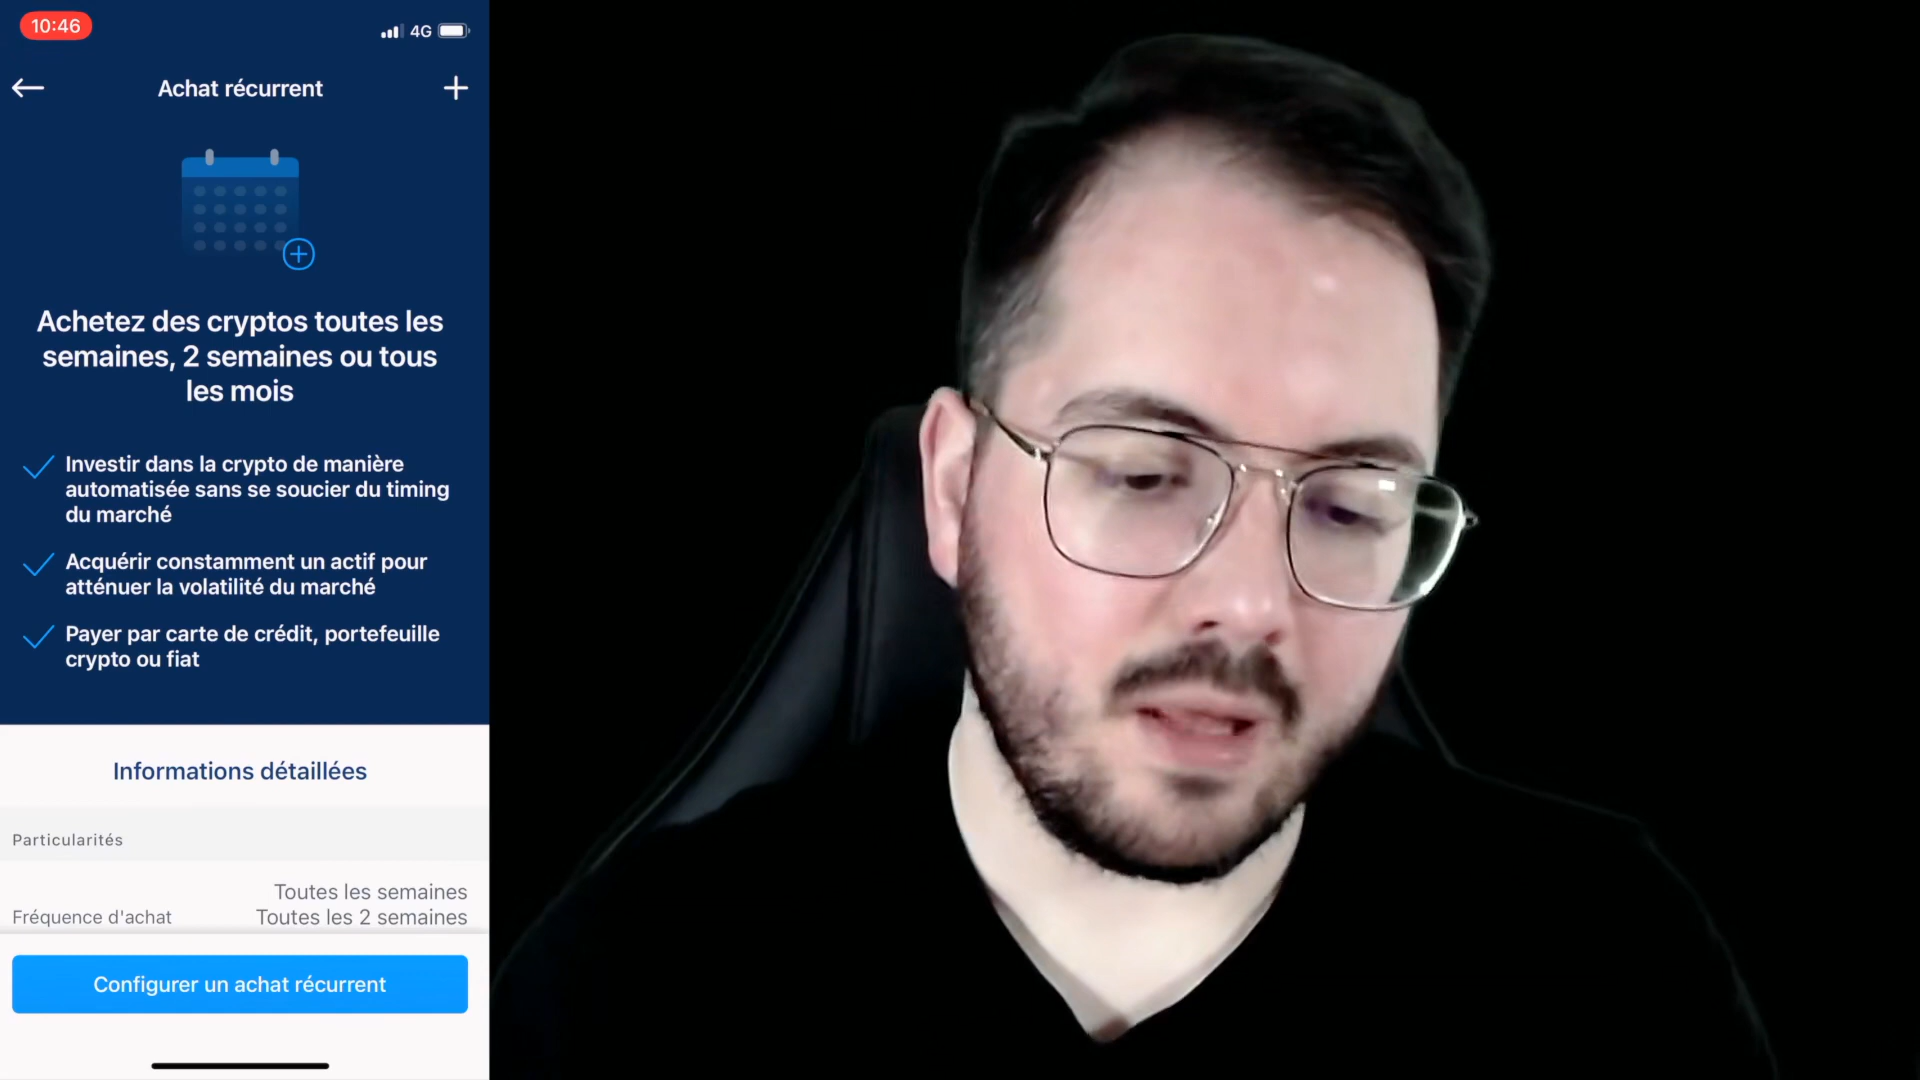 10:46
4G
Achat récurrent
Achetez des cryptos toutes les
semaines, 2 semaines ou tous
les mois
Investir dans la crypto de manière
automatisée sans se soucier du timing
du marché
Acquérir constamment un actif pour
atténuer la volatilité du marché
Payer par carte de crédit, portefeuille
crypto ou fiat
Informations détaillées
Particularités
Toutes les semaines
Fréquence d'achat
Toutes les 2 semaines
Configurer un achat récurrent